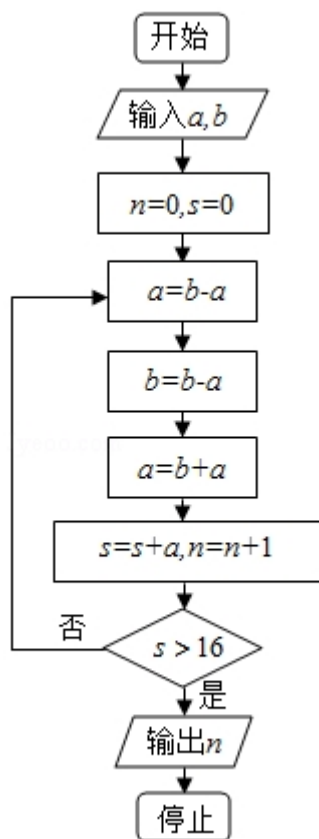 开始
输入a,b
n=0,s=0
a=b-a
b=b-a
a=b+a
s=s+a,n=n+1
否
s>16
是
输出n
停止